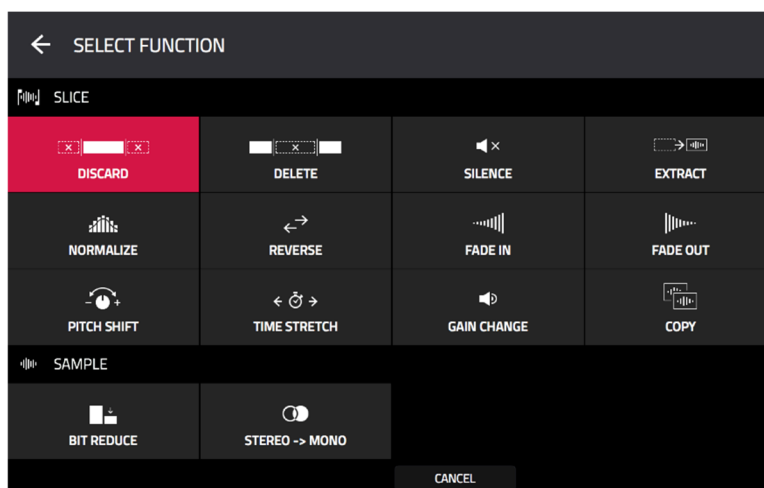 SELECT FUNCTION
SLICE
DISCARD
DELETE
SILENCE
EXTRACT
NORMALIZE
REVERSE
FADE IN
FADE OUT
PITCH SHIFT
TIME STRETCH
GAIN CHANGE
COPY
SAMPLE
BIT REDUCE
STEREO -> MONO
CANCEL